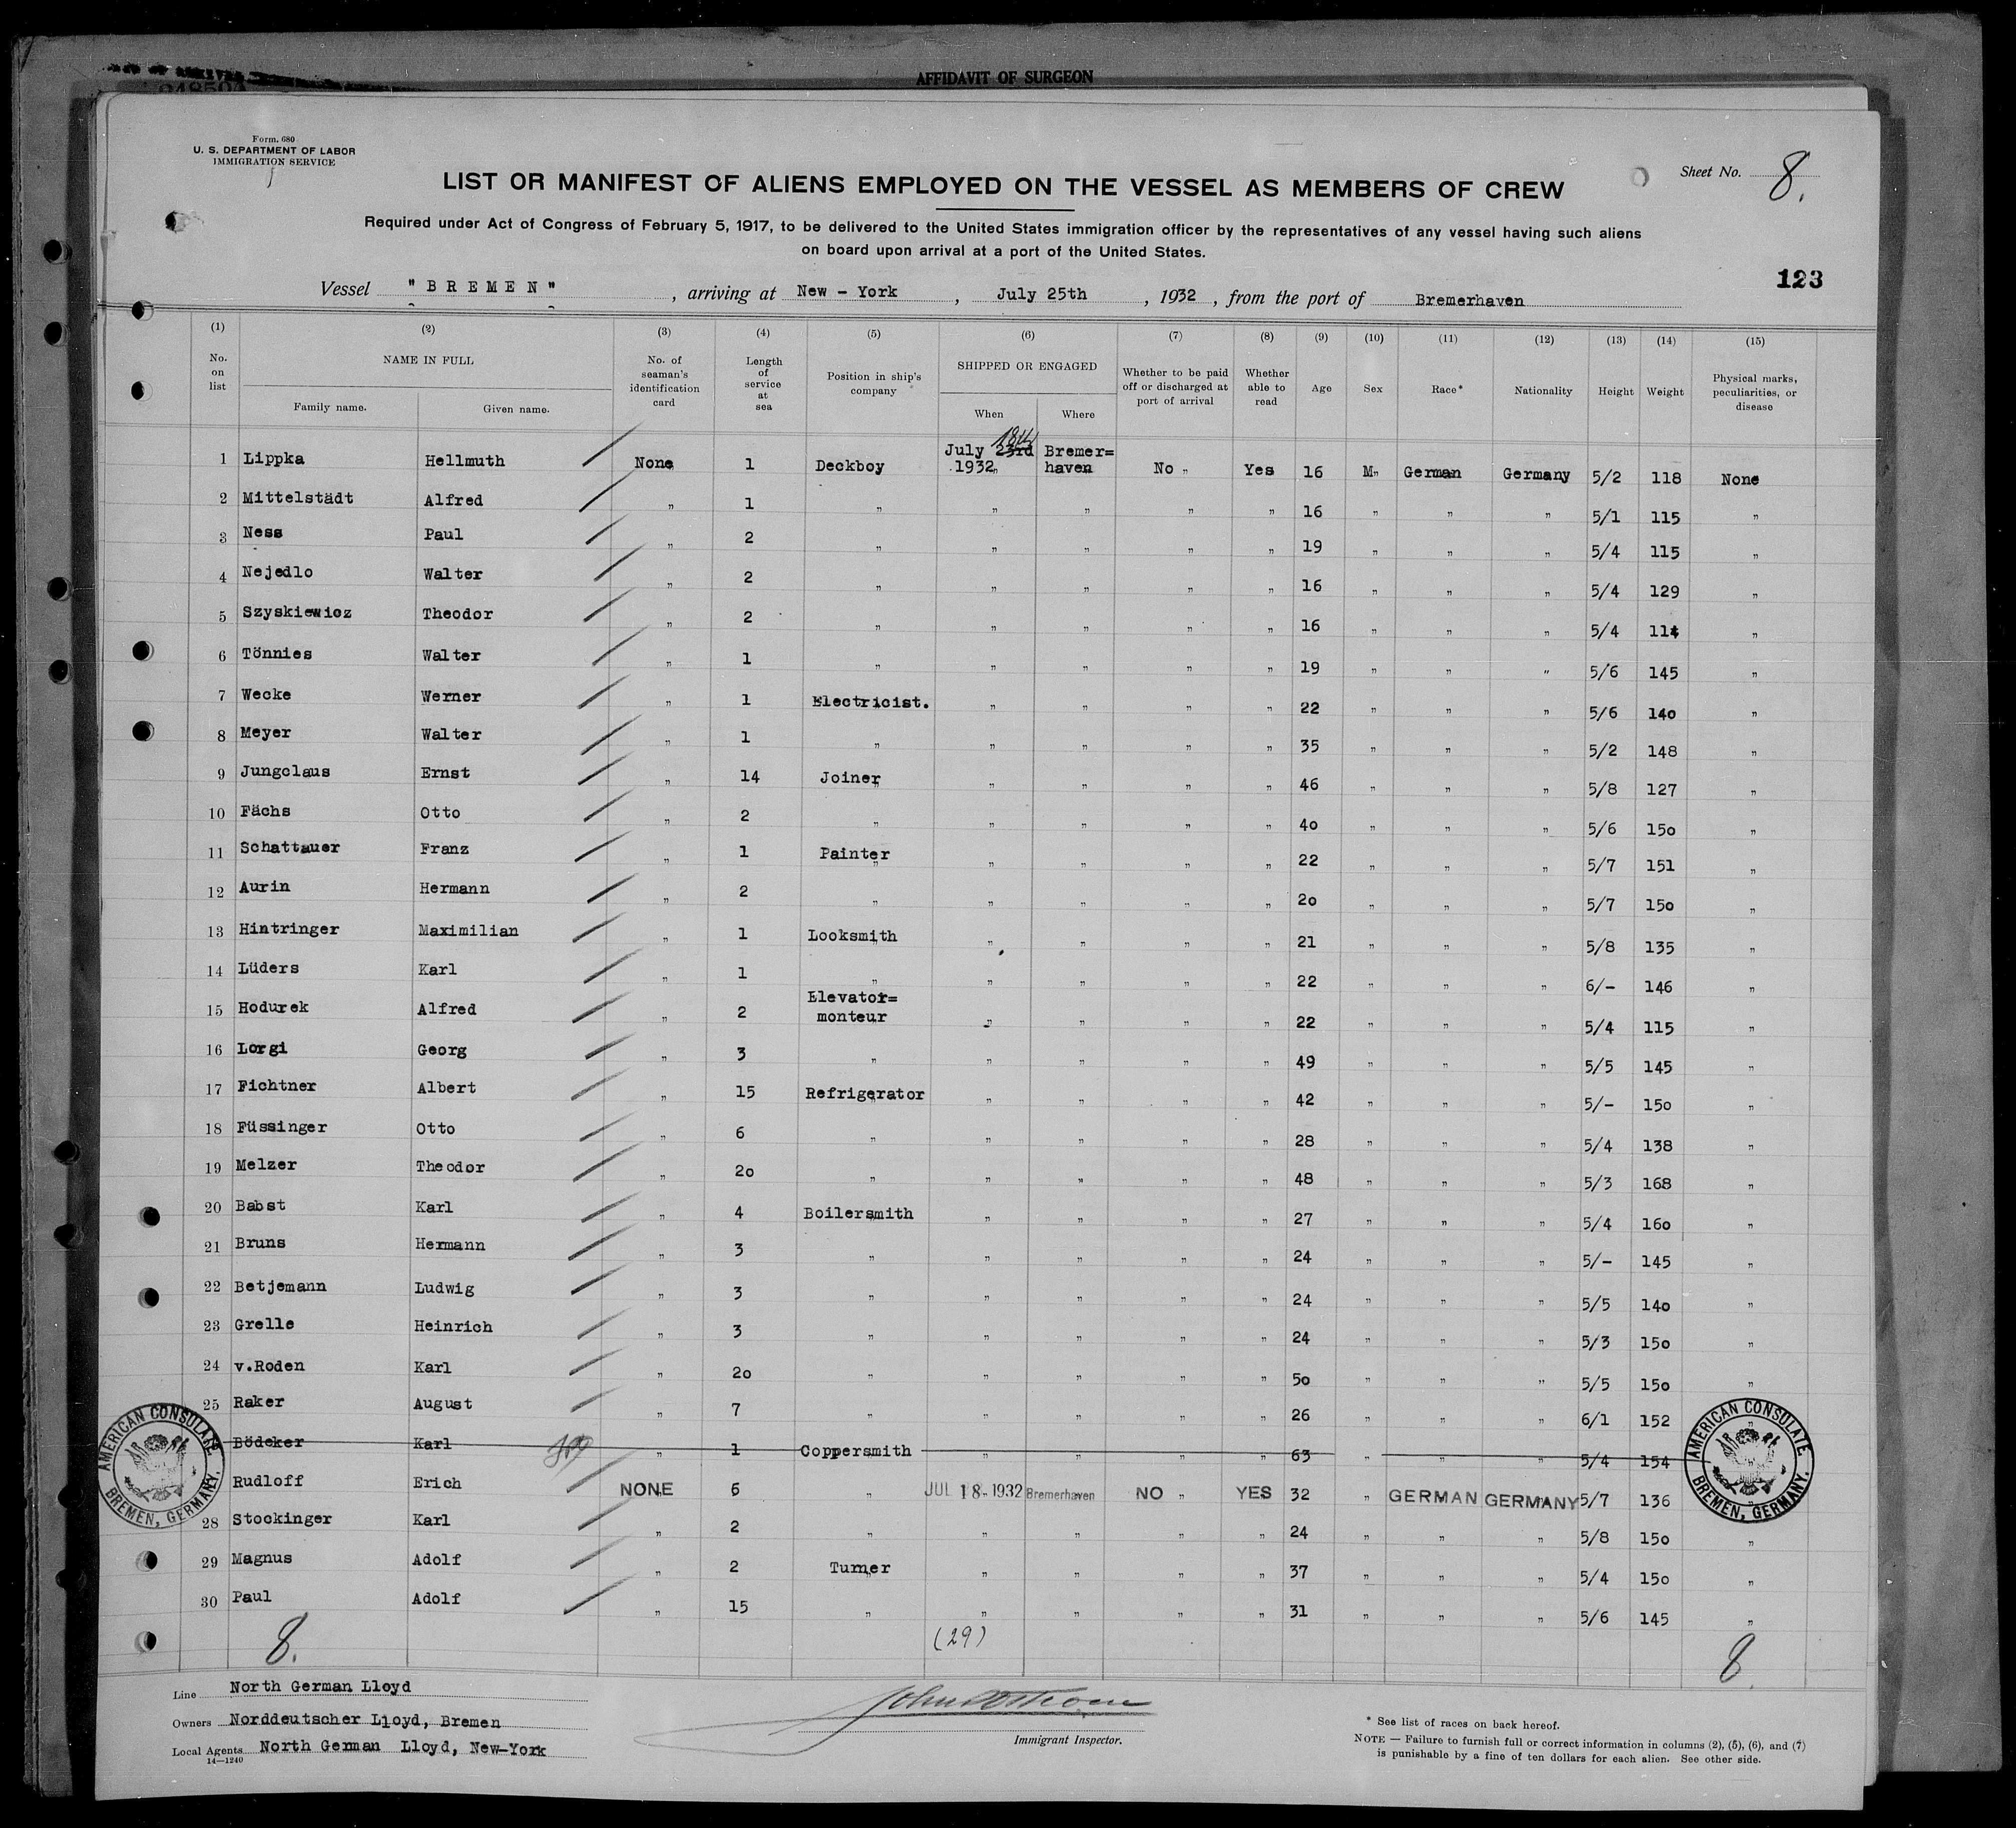 AFFIDAVIT OF SURGEON
Form. 680
U. S. DEPARTMENT OF LABOR
IMMIGRATION SERVICE
LIST OR MANIFEST OF ALIENS EMPLOYED ON THE VESSEL AS MEMBERS OF CREW
Sheet No. 8.
Required under Act of Congress of February 5, 1917, to be delivered to the United States immigration officer by the representatives of any vessel having such aliens
on board upon arrival at a port of the United States.
123
Vessel "BREMEN", arriving at New - York, July 25th, 1932, from the port of Bremerhaven
(1) (2) (3) (4) (5) (6) (7) (8) (9) (10) (11) (12) (13) (14) (15)
No. on list NAME IN FULL Family name. Given name. No. of seaman's identification card Length of service at sea Position in ship's company SHIPPED OR ENGAGED When Where Whether to be paid off or discharged at port of arrival Whether able to read Age Sex Race* Nationality Height Weight Physical marks, peculiarities, or disease
1 Lippka Hellmuth None 1 Deckboy July 23rd 18th 1932 Bremer= haven No Yes 16 M German Germany 5/2 118 None
2 Mittelstädt Alfred " 1 " " " " " 16 " " " 5/1 115 "
3 Ness Paul " 2 " " " " " 19 " " " 5/4 115 "
4 Nejedlo Walter " 2 " " " " " 16 " " " 5/4 129 "
5 Szyskiewicz Theodor " 2 " " " " " 16 " " " 5/4 114 "
6 Tönnies Walter " 1 " " " " " 19 " " " 5/6 145 "
7 Wecke Werner " 1 Electricist. " " " " 22 " " " 5/6 140 "
8 Meyer Walter " 1 " " " " " 35 " " " 5/2 148 "
9 Jungclaus Ernst " 14 Joiner " " " " 46 " " " 5/8 127 "
10 Fächs Otto " 2 " " " " " 40 " " " 5/6 150 "
11 Schattauer Franz " 1 Painter " " " " 22 " " " 5/7 151 "
12 Aurin Hermann " 2 " " " " " 20 " " " 5/7 150 "
13 Hintringer Maximilian " 1 Locksmith " " " " 21 " " " 5/8 135 "
14 Lüders Karl " 1 " " " " " 22 " " " 6/- 146 "
15 Hodurek Alfred " 2 Elevator= monteur " " " " 22 " " " 5/4 115 "
16 Lorgi Georg " 3 " " " " " 49 " " " 5/5 145 "
17 Fichtner Albert " 15 Refrigerator " " " " 42 " " " 5/- 150 "
18 Füssinger Otto " 6 " " " " " 28 " " " 5/4 138 "
19 Melzer Theodor " 20 " " " " " 48 " " " 5/3 168 "
20 Babst Karl " 4 Boilersmith " " " " 27 " " " 5/4 160 "
21 Bruns Hermann " 3 " " " " " 24 " " " 5/- 145 "
22 Betjemann Ludwig " 3 " " " " " 24 " " " 5/5 140 "
23 Grelle Heinrich " 3 " " " " " 24 " " " 5/3 150 "
24 v.Roden Karl " 20 " " " " " 50 " " " 5/5 150 "
25 Raker August " 7 " " " " " 26 " " " 6/1 152 "
Bödeker Karl " 1 Coppersmith " " " " 63 " " " 5/4 154
Rudloff Erich NONE 6 " JUL 18 1932 Bremerhaven NO YES 32 " GERMAN GERMANY 5/7 136
28 Stockinger Karl " 2 " " " " " 24 " " " 5/8 150 "
29 Magnus Adolf " 2 Turner " " " " 37 " " " 5/4 150 "
30 Paul Adolf " 15 " " " " " 31 " " " 5/6 145 "
AMERICAN CONSULATE BREMEN, GERMANY.
AMERICAN CONSULATE BREMEN, GERMANY.
8. (29) 8
Line North German Lloyd
Owners Norddeutscher Lloyd, Bremen
Local Agents North German Lloyd, New-York
14—1240
Immigrant Inspector.
* See list of races on back hereof.
NOTE — Failure to furnish full or correct information in columns (2), (5), (6), and (7)
is punishable by a fine of ten dollars for each alien. See other side.